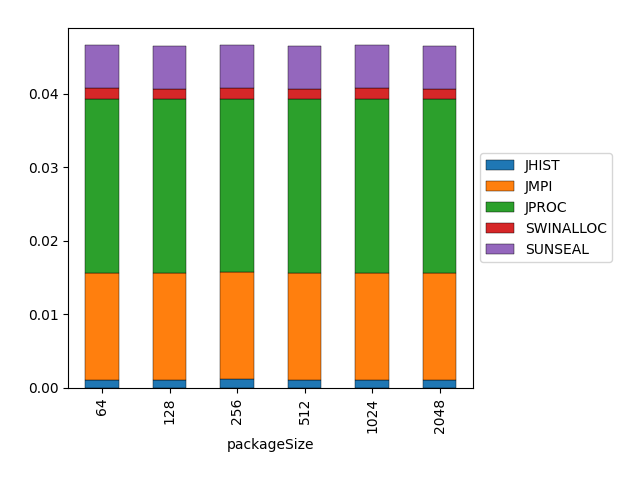 0.04
0.03
0.02
0.01
0.00
64
128
256
512
1024
2048
packageSize
JHIST
JMPI
JPROC
SWINALLOC
SUNSEAL